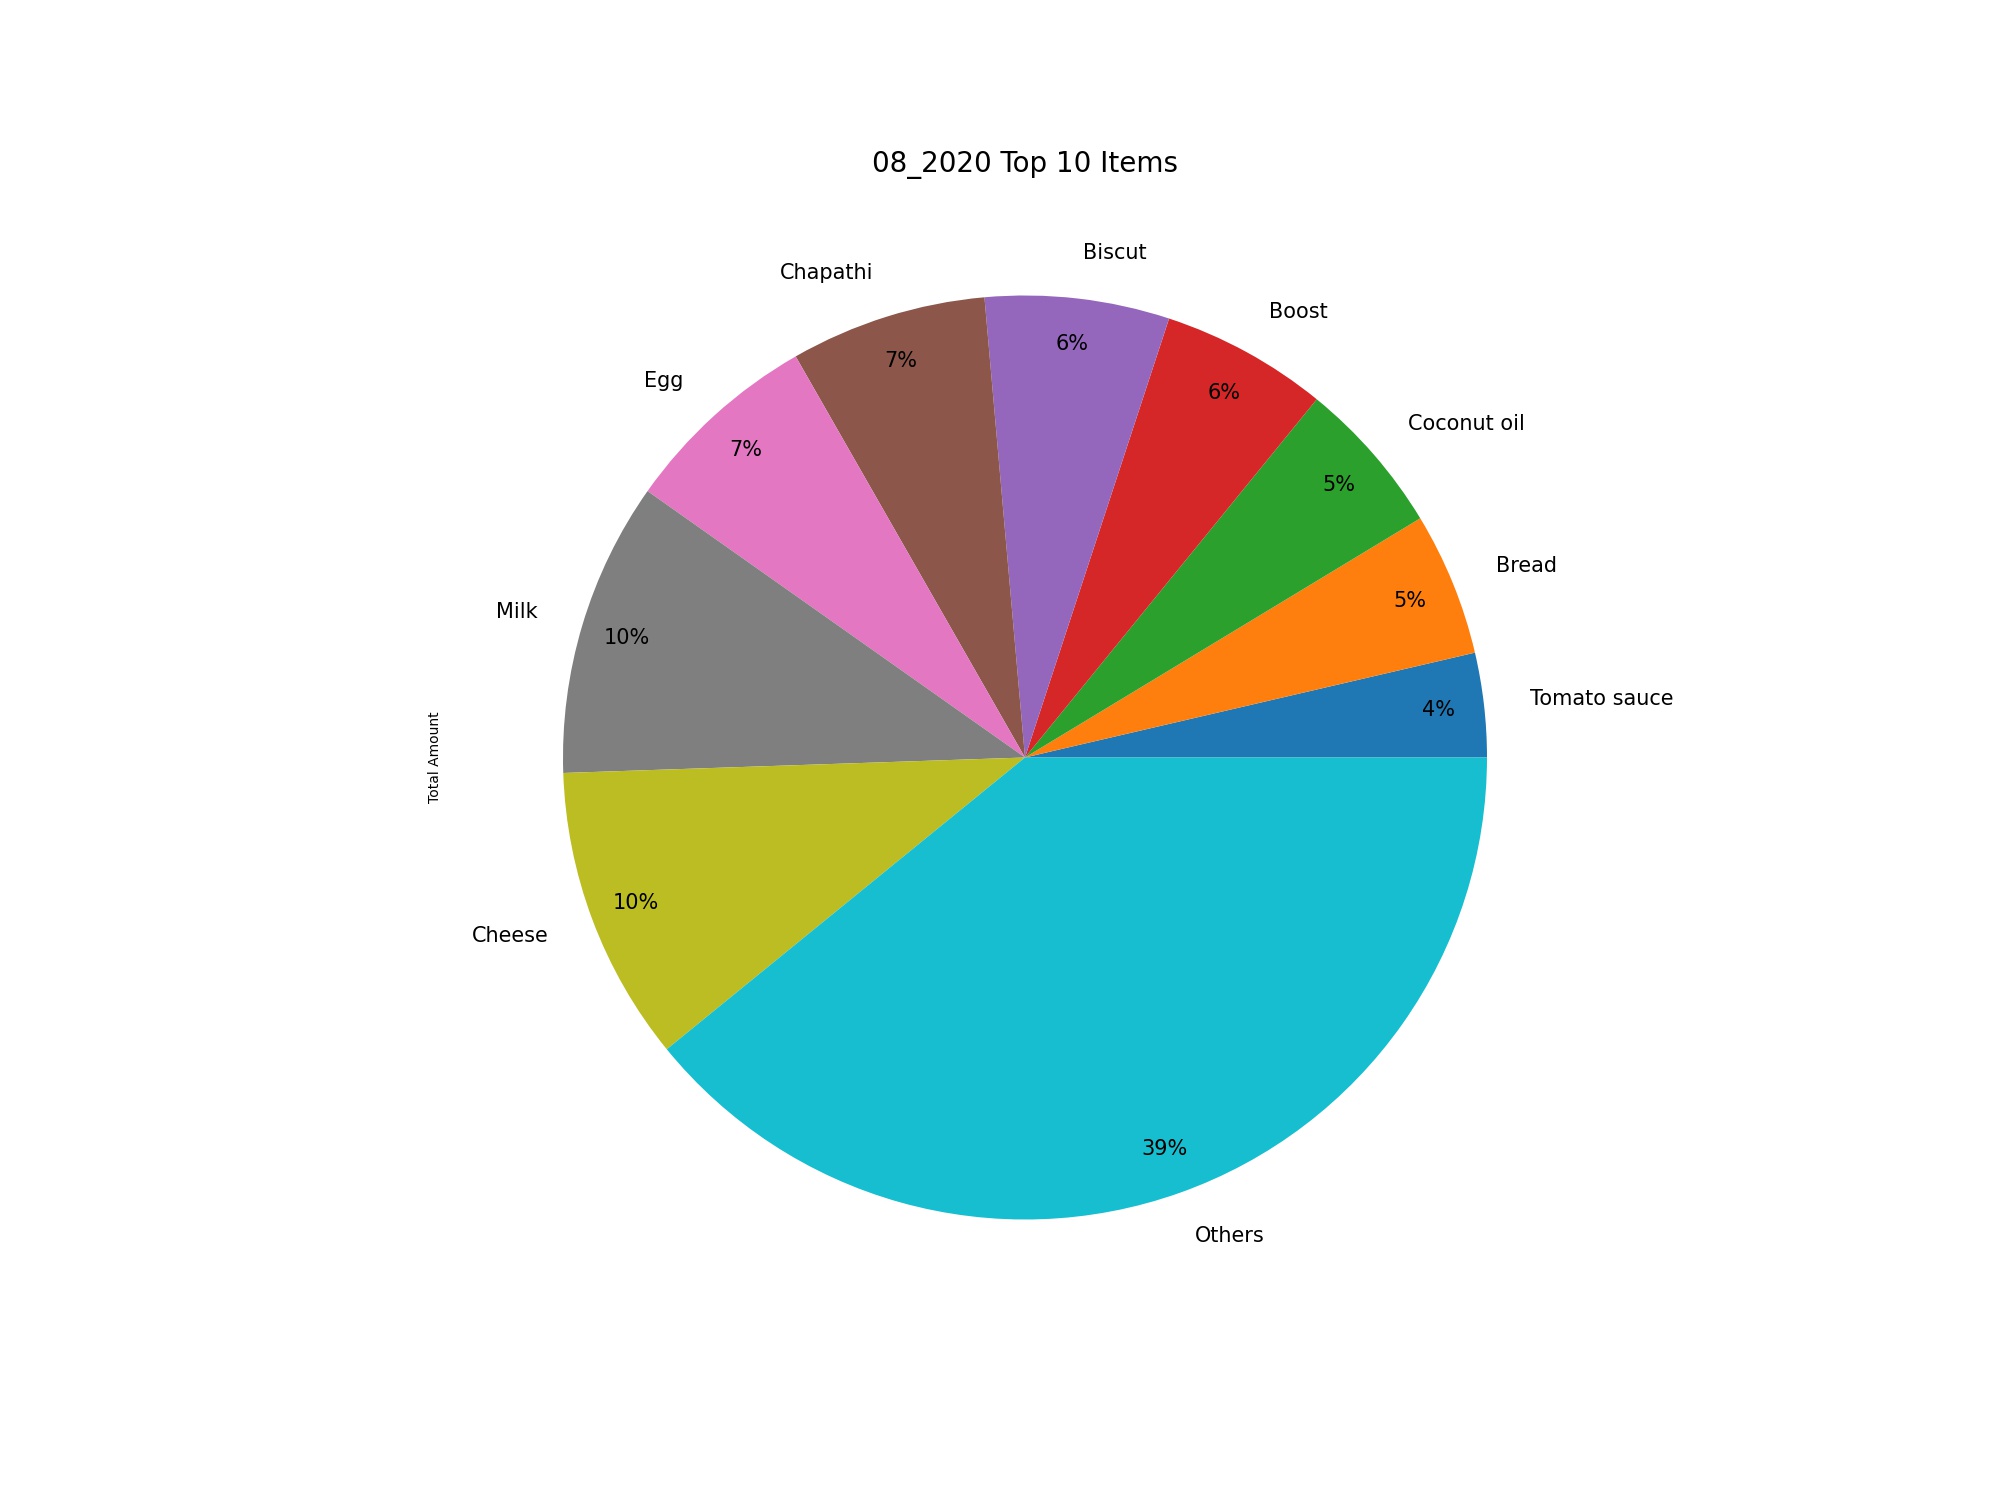 08_2020 Top 10 Items
Biscut
Chapathi
Boost
6%
7%
Egg
6%
Coconut oil
7%
5%
Bread
5%
Milk
10%
Tomato sauce
4%
Total Amount
10%
Cheese
39%
Others